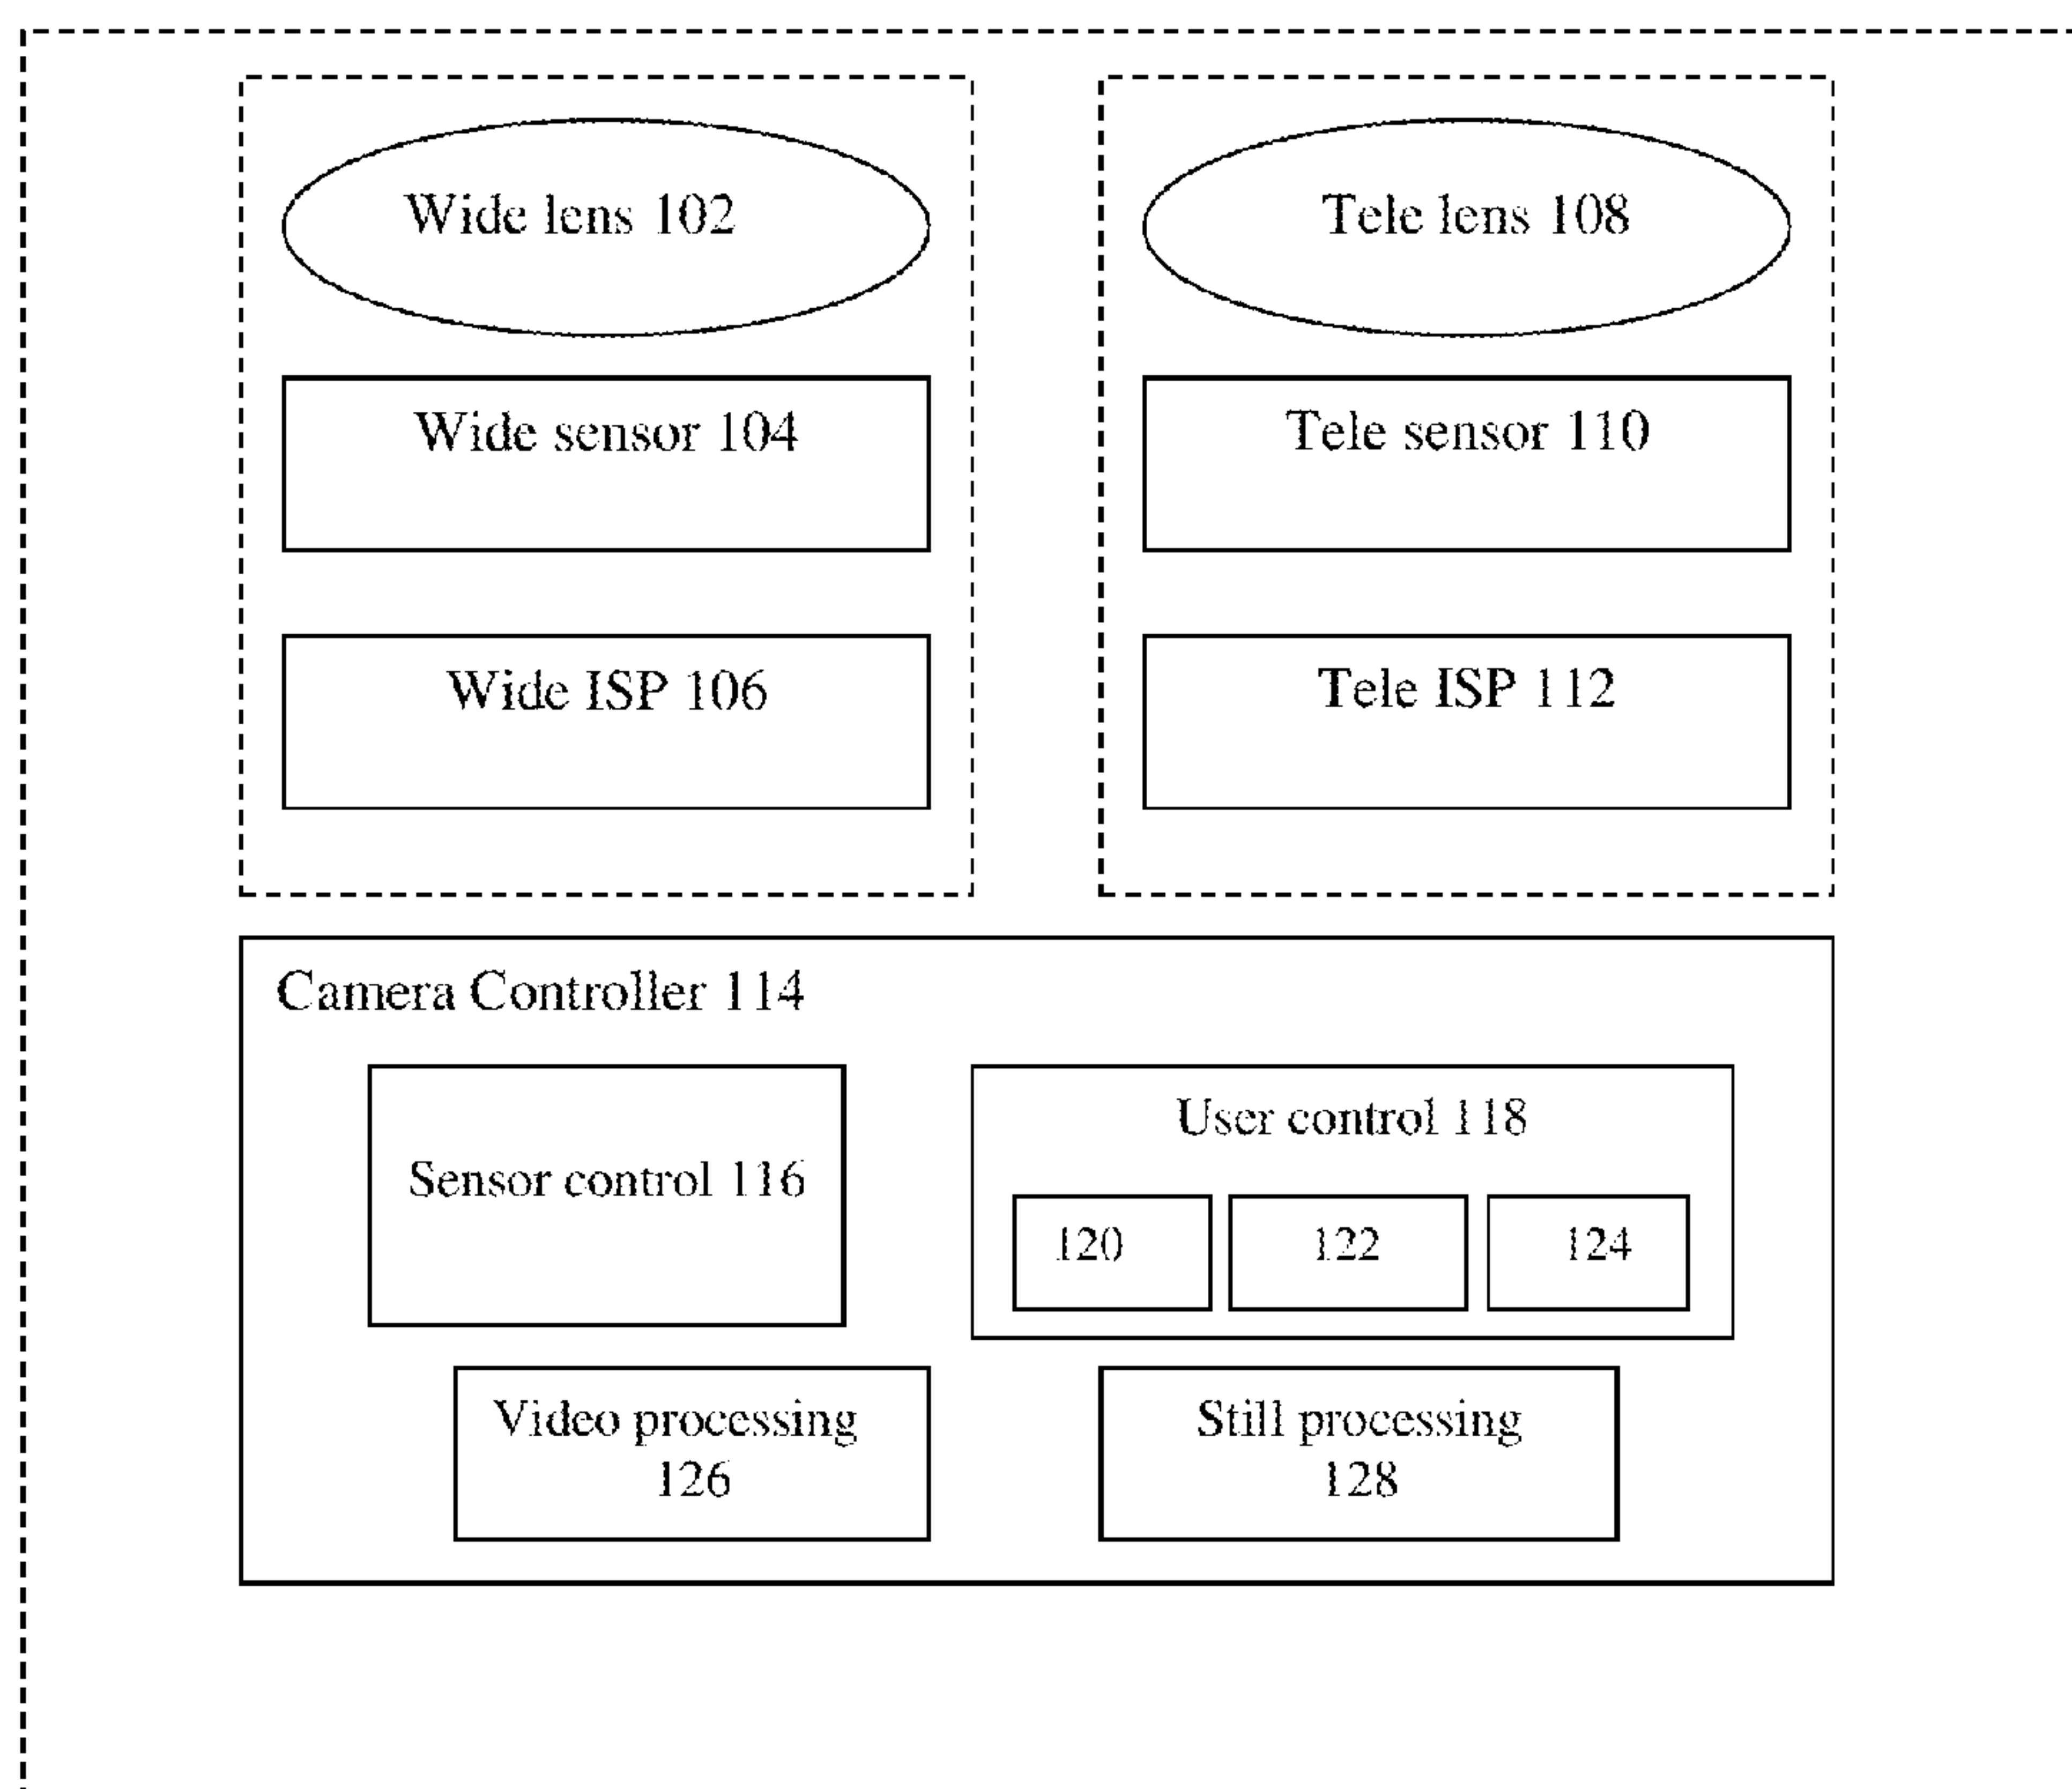 Wide lens 102
Tele lens 108
Wide sensor 104
Tele sensor 110
Wide ISP 106
Tele ISP 112
Camera Controller 114
Sensor control 116
User control 118
120
122
124
Video processing
126
Still processing
128